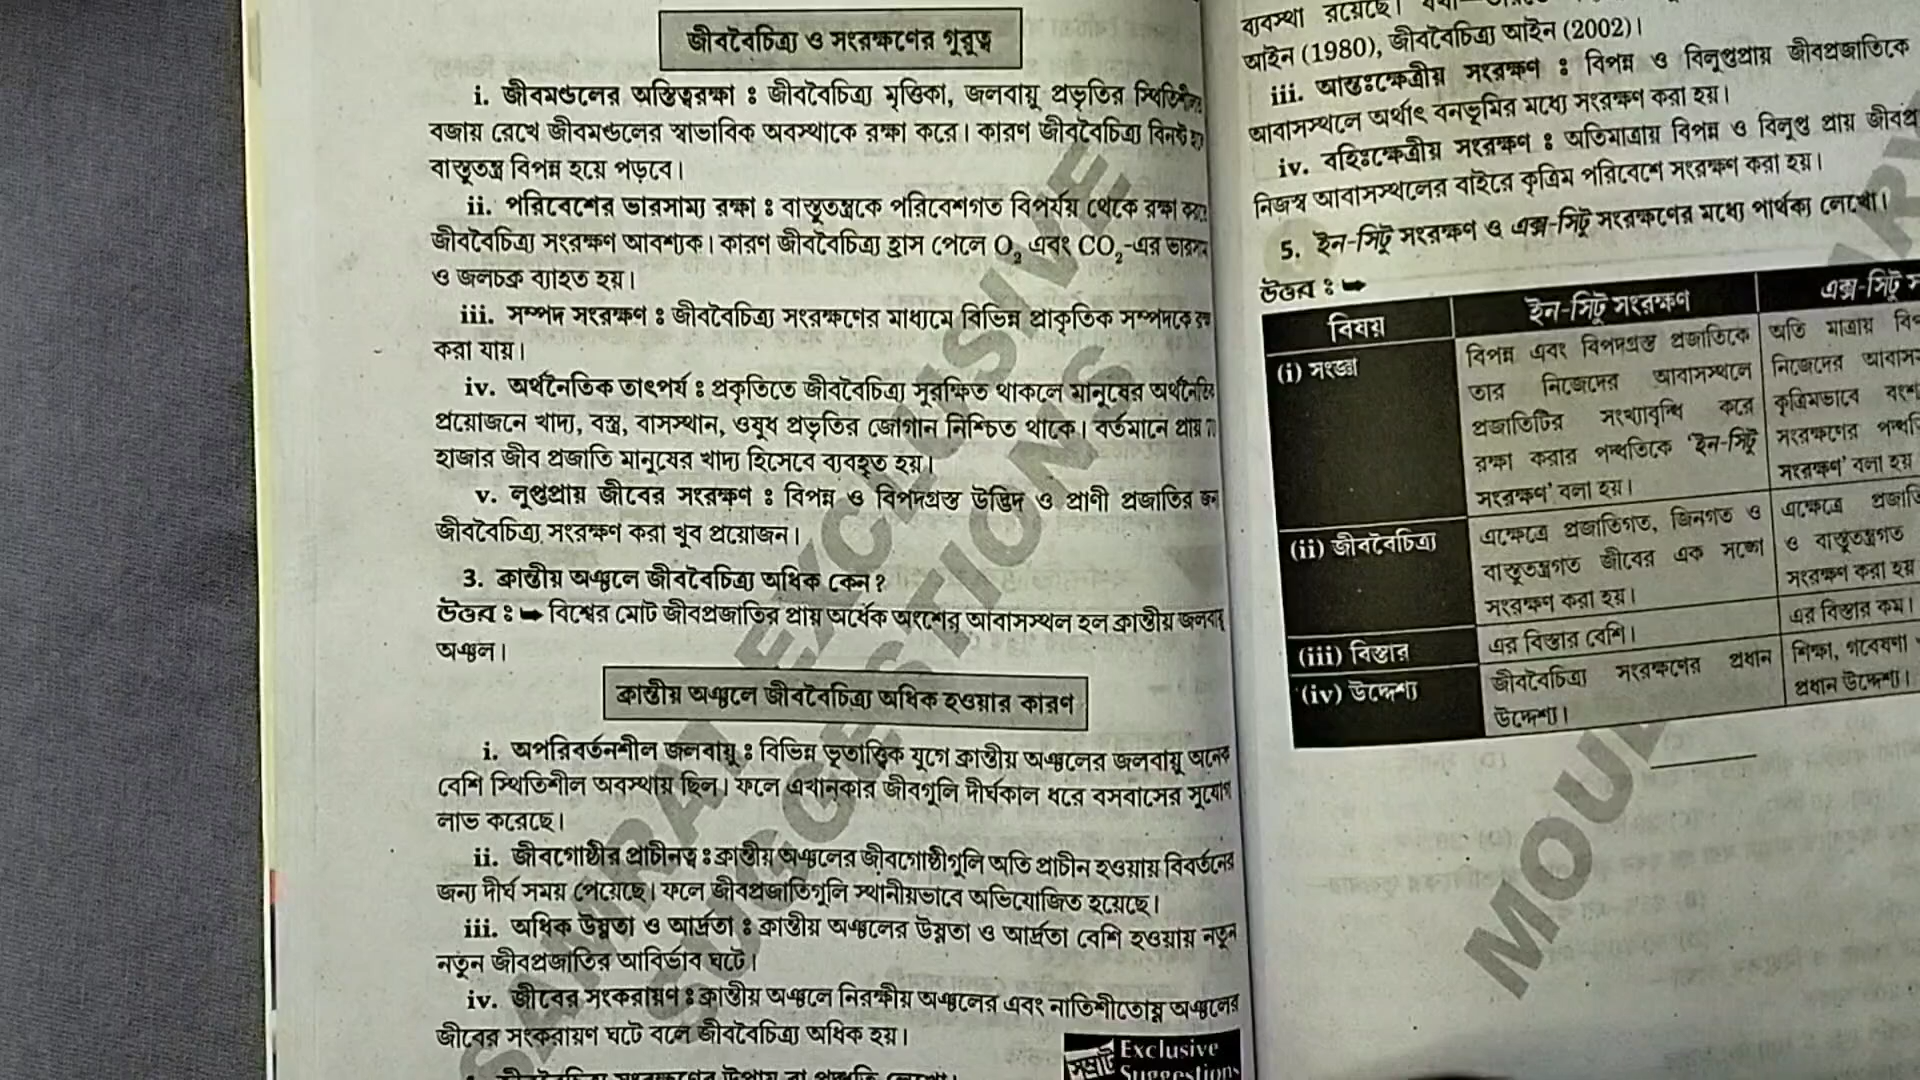 জীববৈচিত্র্য ও সংরক্ষণের গুরুত্ব
i. জীবমণ্ডলের অস্তিত্বরক্ষা : জীববৈচিত্র্য মৃত্তিকা, জলবায়ু প্রভৃতির
বজায় রেখে জীবমণ্ডলের স্বাভাবিক অবস্থাকে রক্ষা করে। কারণ জীববৈচিত্র্য বিনষ্ট
বাস্তুতন্ত্র বিপন্ন হয়ে পড়বে।
ii. পরিবেশের ভারসাম্য রক্ষা : বাস্তুতন্ত্রকে পরিবেশগত বিপর্যয় থেকে রক্ষা
জীববৈচিত্র্য সংরক্ষণ আবশ্যক। কারণ জীববৈচিত্র্য হ্রাস পেলে O₂ এবং CO₂-এর
ও জলচক্র ব্যাহত হয়।
iii. সম্পদ সংরক্ষণ : জীববৈচিত্র্য সংরক্ষণের মাধ্যমে বিভিন্ন প্রাকৃতিক সম্পদকে
করা যায়।
iv. অর্থনৈতিক তাৎপর্য : প্রকৃতিতে জীববৈচিত্র্য সুরক্ষিত থাকলে মানুষের
প্রয়োজনে খাদ্য, বস্ত্র, বাসস্থান, ওষুধ প্রভৃতির জোগান নিশ্চিত থাকে। বর্তমানে প্রায়
হাজার জীব প্রজাতি মানুষের খাদ্য হিসেবে ব্যবহৃত হয়।
v. লুপ্তপ্রায় জীবের সংরক্ষণ : বিপন্ন ও বিপদগ্রস্ত উদ্ভিদ ও প্রাণী প্রজাতির
জীববৈচিত্র্য সংরক্ষণ করা খুব প্রয়োজন।
3. ক্রান্তীয় অঞ্চলে জীববৈচিত্র্য অধিক কেন?
উত্তর : ➥ বিশ্বের মোট জীবপ্রজাতির প্রায় অর্ধেক অংশের আবাসস্থল হল ক্রান্তীয় জলবায়ু
অঞ্চল।
ক্রান্তীয় অঞ্চলে জীববৈচিত্র্য অধিক হওয়ার কারণ
i. অপরিবর্তনশীল জলবায়ু : বিভিন্ন ভূতাত্ত্বিক যুগে ক্রান্তীয় অঞ্চলের জলবায়ু অনেক
বেশি স্থিতিশীল অবস্থায় ছিল। ফলে এখানকার জীবগুলি দীর্ঘকাল ধরে বসবাসের সুযোগ
লাভ করেছে।
ii. জীবগোষ্ঠীর প্রাচীনত্ব : ক্রান্তীয় অঞ্চলের জীবগোষ্ঠীগুলি অতি প্রাচীন হওয়ায় বিবর্তনের
জন্য দীর্ঘ সময় পেয়েছে। ফলে জীবপ্রজাতিগুলি স্থানীয়ভাবে অভিযোজিত হয়েছে।
iii. অধিক উষ্ণতা ও আর্দ্রতা : ক্রান্তীয় অঞ্চলের উষ্ণতা ও আর্দ্রতা বেশি হওয়ায় নতুন
নতুন জীবপ্রজাতির আবির্ভাব ঘটে।
iv. জীবের সংকরায়ণ : ক্রান্তীয় অঞ্চলে নিরক্ষীয় অঞ্চলের এবং নাতিশীতোষ্ণ অঞ্চলের
জীবের সংকরায়ণ ঘটে বলে জীববৈচিত্র্য অধিক হয়।
সম্রাট Exclusive
Suggestions
SAMRAT EXCLUSIVE
SUGGESTIONS
ব্যবস্থা রয়েছে।
আইন (1980), জীববৈচিত্র্য আইন (2002)।
iii. আন্তঃক্ষেত্রীয় সংরক্ষণ : বিপন্ন ও বিলুপ্তপ্রায় জীবপ্রজাতিকে
আবাসস্থলে অর্থাৎ বনভূমির মধ্যে সংরক্ষণ করা হয়।
iv. বহিঃক্ষেত্রীয় সংরক্ষণ : অতিমাত্রায় বিপন্ন ও বিলুপ্ত প্রায়
নিজস্ব আবাসস্থলের বাইরে কৃত্রিম পরিবেশে সংরক্ষণ করা হয়।
5. ইন-সিটু সংরক্ষণ ও এক্স-সিটু সংরক্ষণের মধ্যে পার্থক্য লেখো।
উত্তর : ➥
বিষয় ইন-সিটু সংরক্ষণ এক্স-সিটু
(i) সংজ্ঞা
বিপন্ন এবং বিপদগ্রস্ত প্রজাতিকে
তার নিজেদের আবাসস্থলে
প্রজাতিটির সংখ্যাবৃদ্ধি করে
রক্ষা করার পদ্ধতিকে 'ইন-সিটু
সংরক্ষণ' বলা হয়।
অতি মাত্রায়
নিজেদের
কৃত্রিমভাবে
সংরক্ষণের
সংরক্ষণ' বলা হয়
(ii) জীববৈচিত্র্য
এক্ষেত্রে প্রজাতিগত, জিনগত ও
বাস্তুতন্ত্রগত জীবের এক সঙ্গে
সংরক্ষণ করা হয়।
এক্ষেত্রে
ও বাস্তুতন্ত্রগত
সংরক্ষণ করা হয়
(iii) বিস্তার এর বিস্তার বেশি। এর বিস্তার কম।
(iv) উদ্দেশ্য
জীববৈচিত্র্য সংরক্ষণের প্রধান
উদ্দেশ্য।
শিক্ষা, গবেষণা
প্রধান উদ্দেশ্য।